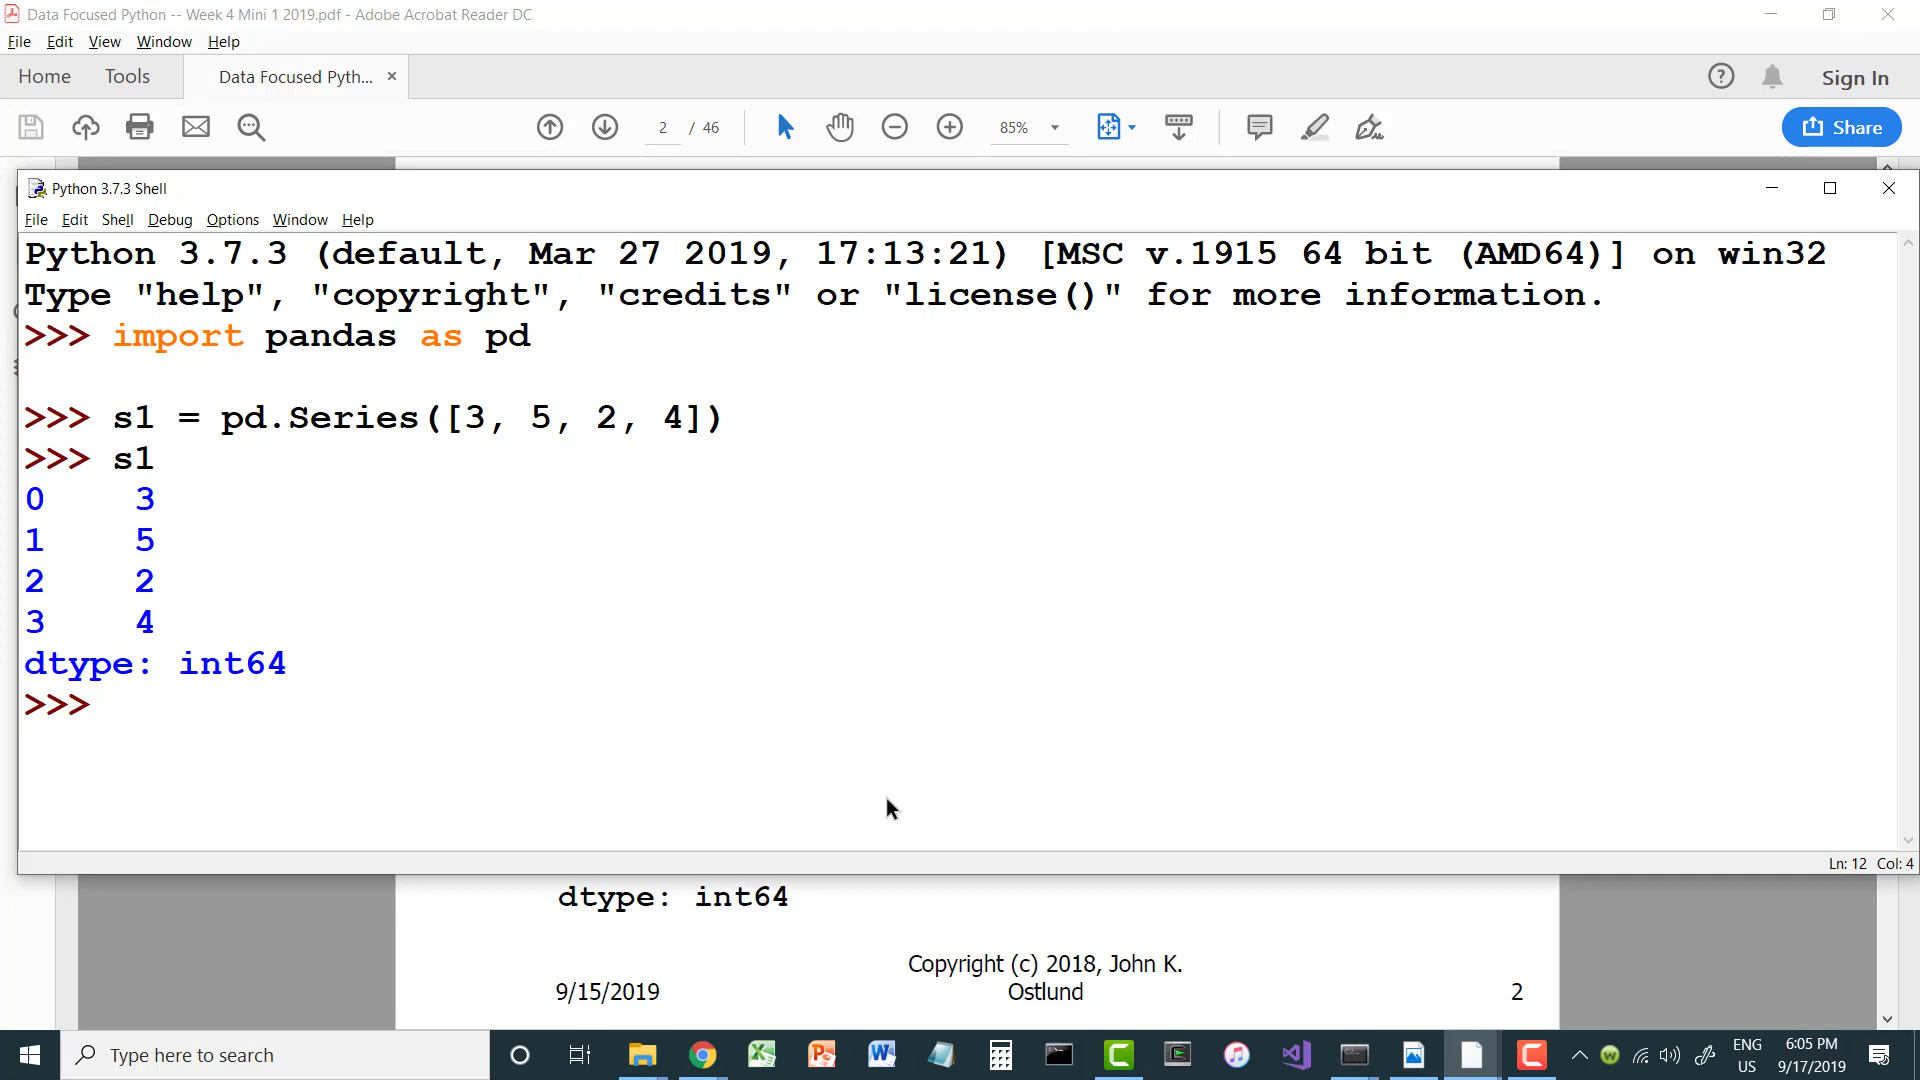 Data Focused Python -- Week 4 Mini 1 2019.pdf - Adobe Acrobat Reader DC
File Edit View Window Help
Home Tools Data Focused Pyth... × Sign In
2 / 46 85% Share
Python 3.7.3 Shell
File Edit Shell Debug Options Window Help
Python 3.7.3 (default, Mar 27 2019, 17:13:21) [MSC v.1915 64 bit (AMD64)] on win32
Type "help", "copyright", "credits" or "license()" for more information.
>>> import pandas as pd
>>> s1 = pd.Series([3, 5, 2, 4])
>>> s1
0 3
1 5
2 2
3 4
dtype: int64
>>>
Ln: 12 Col: 4
dtype: int64
Copyright (c) 2018, John K.
9/15/2019 Ostlund 2
Type here to search
ENG 6:05 PM
US 9/17/2019